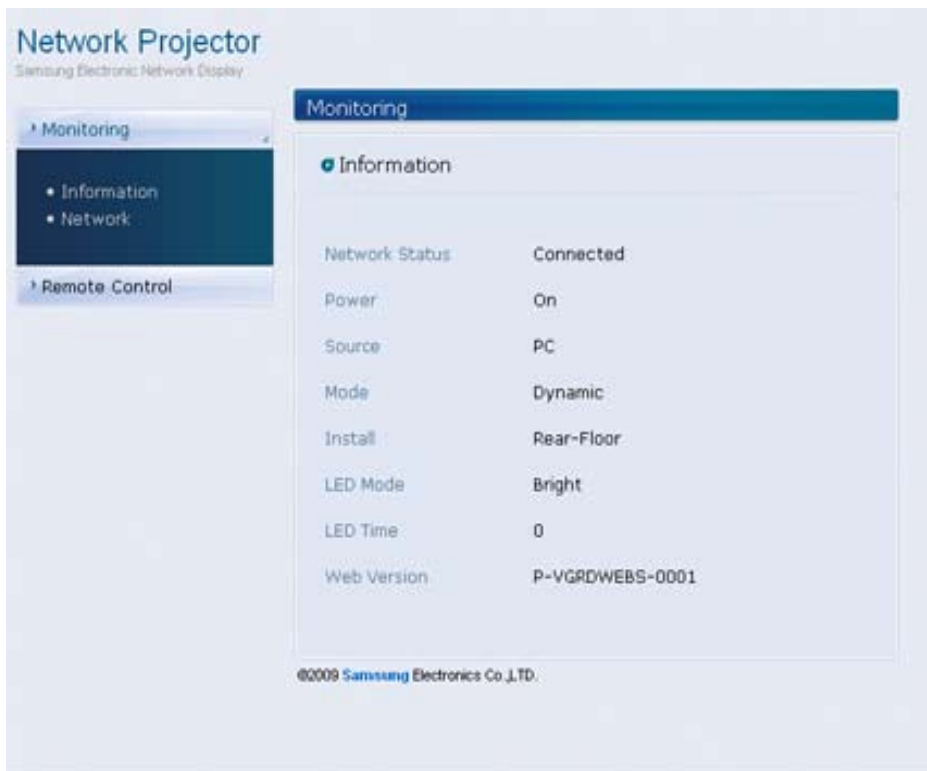 Network Projector
Samsung Electronic Network Display
Monitoring
Information
Network
Remote Control
Monitoring
Information
Network Status Connected
Power On
Source PC
Mode Dynamic
Install Rear-Floor
LED Mode Bright
LED Time 0
Web Version P-VGRDWEBS-0001
©2009 Samsung Electronics Co.,LTD.